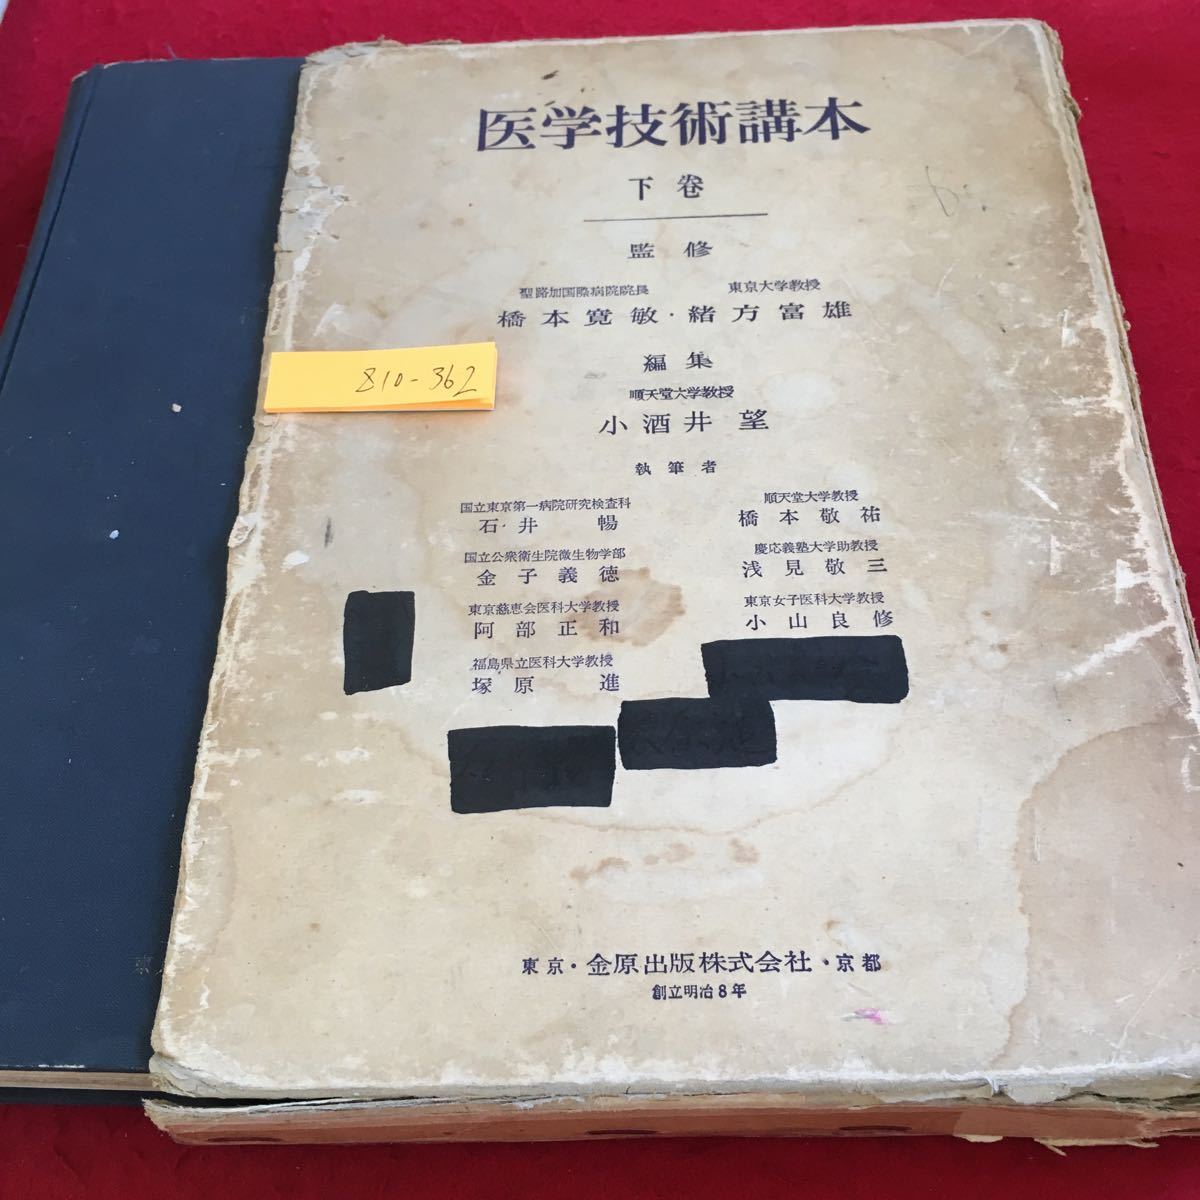 医学技術講本
下巻
監修
聖路加国際病院院長 東京大学教授
橋本寛敏・緒方富雄
編集
順天堂大学教授
小酒井望
810-362
執筆者
国立東京第一病院研究検査科 順天堂大学教授
石井暢 橋本敬祐
国立公衆衛生院微生物学部 慶応義塾大学助教授
金子義徳 浅見敬三
東京慈恵会医科大学教授 東京女子医科大学教授
阿部正和 小山良修
福島県立医科大学教授
塚原進
東京・金原出版株式会社・京都
創立明治8年